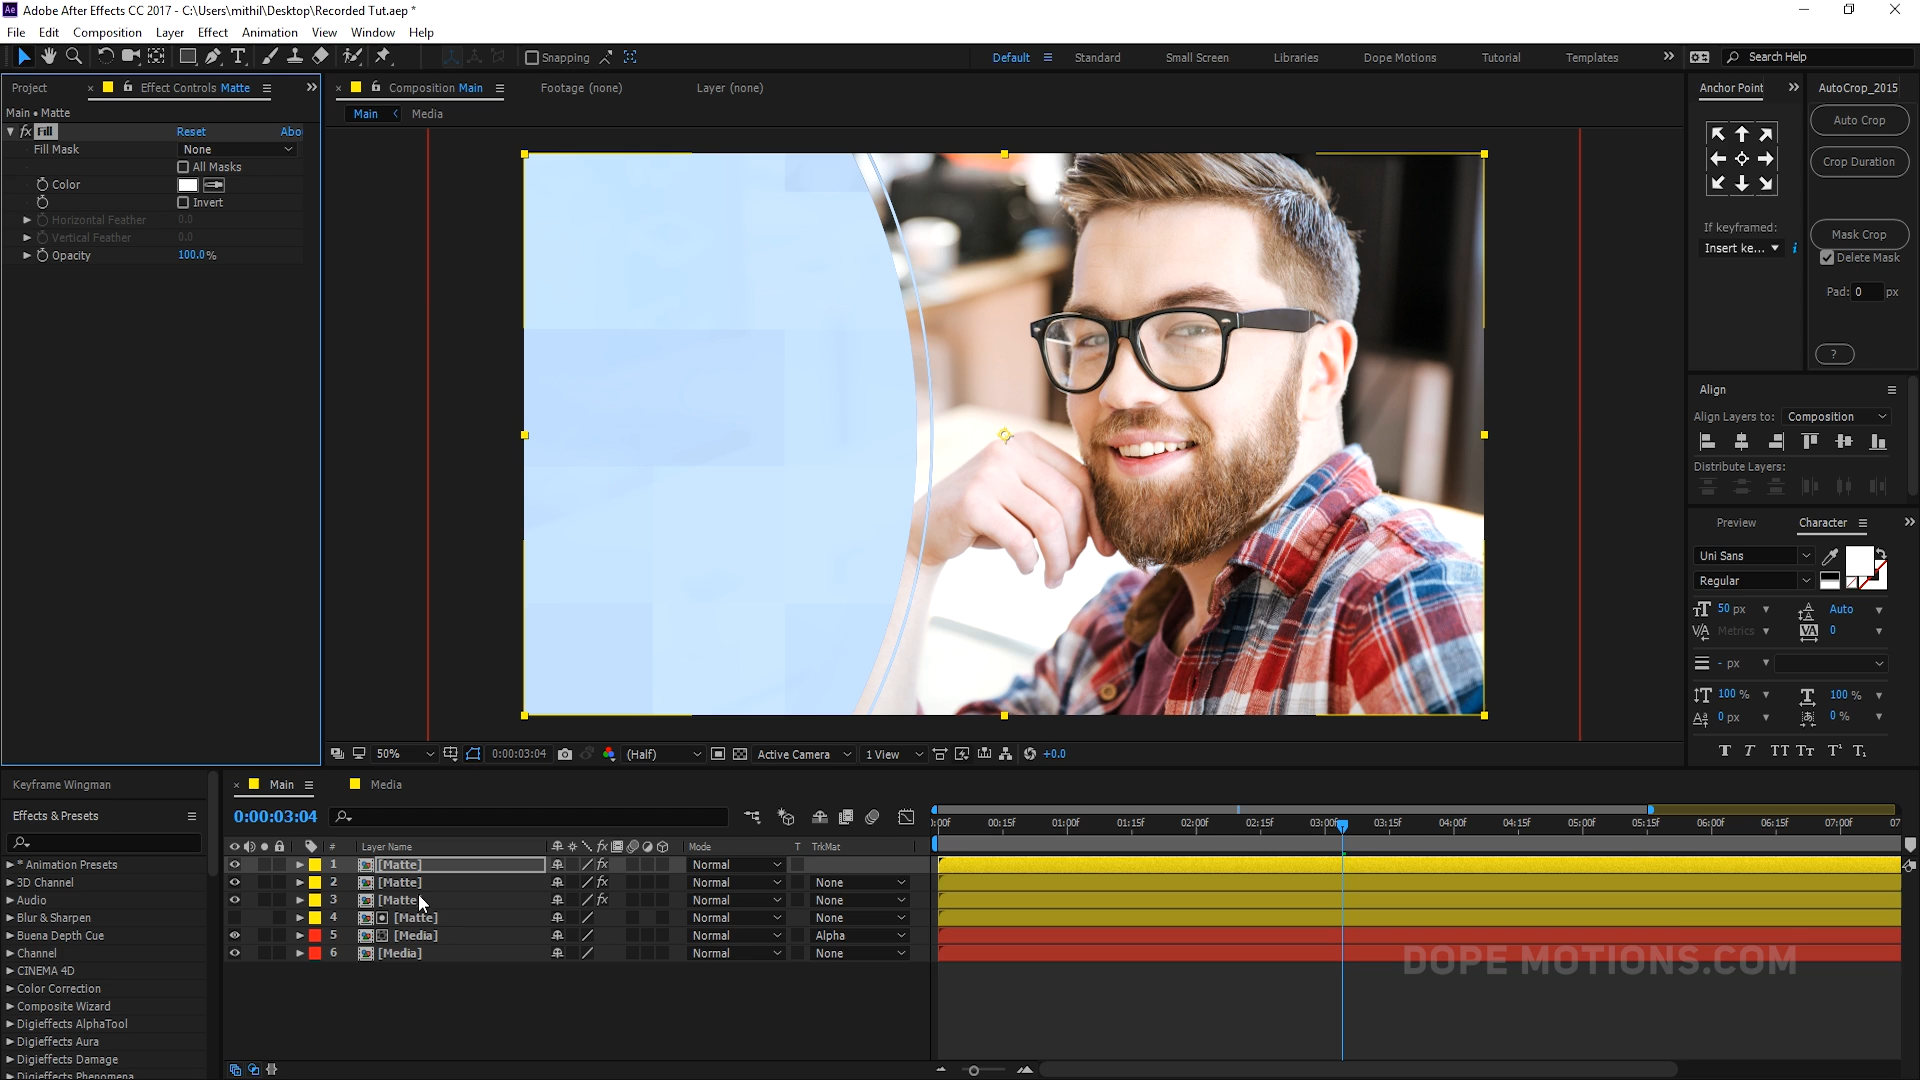 Adobe After Effects CC 2017 - C:\Users\mithil\Desktop\Recorded Tut.aep *
File Edit Composition Layer Effect Animation View Window Help
Snapping
Default Standard Small Screen Libraries Dope Motions Tutorial Templates Search Help
Project Effect Controls Matte
Composition Main Footage (none) Layer (none)
Anchor Point AutoCrop_2015
Main • Matte
Main Media
fx Fill Reset Abo
Fill Mask None
All Masks
Color
Invert
Horizontal Feather 0.0
Vertical Feather 0.0
Opacity 100.0%
Auto Crop
Crop Duration
If keyframed:
Insert ke...
Mask Crop
Delete Mask
Pad: 0 px
?
Align
Align Layers to: Composition
Distribute Layers:
Preview Character
Uni Sans
Regular
50 px Auto
Metrics 0
- px
100 % 100 %
0 px 0 %
50% 0:00:03:04 (Half) Active Camera 1 View +0.0
Keyframe Wingman
Effects & Presets
* Animation Presets
3D Channel
Audio
Blur & Sharpen
Buena Depth Cue
Channel
CINEMA 4D
Color Correction
Composite Wizard
Digieffects AlphaTool
Digieffects Aura
Digieffects Damage
Digieffects Phenomena
Main Media
0:00:03:04
):00f 00:15f 01:00f 01:15f 02:00f 02:15f 03:00f 03:15f 04:00f 04:15f 05:00f 05:15f 06:00f 06:15f 07:00f 07
# Layer Name Mode T TrkMat
1 [Matte] fx Normal
2 [Matte] fx Normal None
3 [Matte fx Normal None
4 [Matte] Normal None
5 [Media] Normal Alpha
6 [Media] Normal None
DOPE MOTIONS.COM